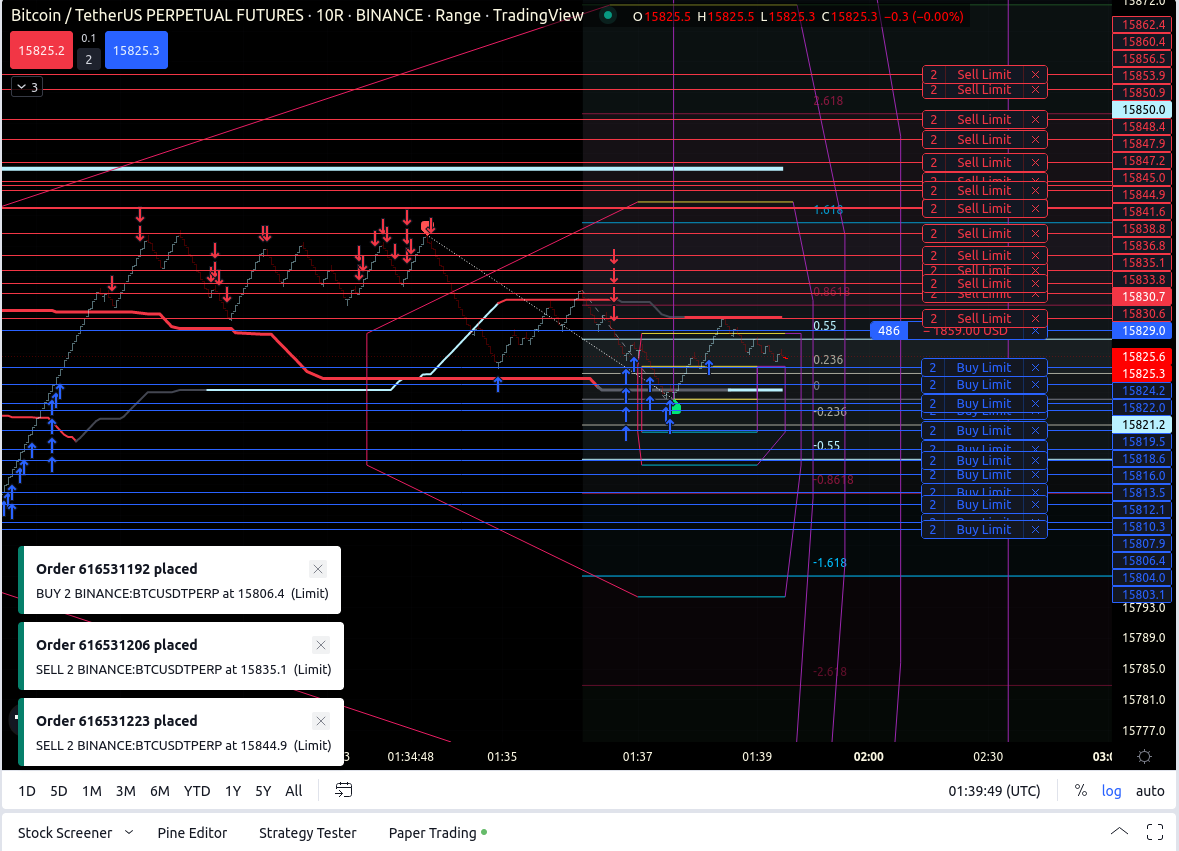 Bitcoin / TetherUS PERPETUAL FUTURES · 10R · BINANCE · Range · TradingView
O15825.5 H15825.5 L15825.3 C15825.3 −0.3 (−0.00%)
15825.2 0.1 2 15825.3
3
2.618
1.618
0.8618
0.55
0.236
0
-0.236
-0.55
-0.8618
-1.618
-2.618
2 Sell Limit ×
2 Sell Limit ×
2 Sell Limit ×
2 Sell Limit ×
2 Sell Limit ×
Sell Limit
2 Sell Limit ×
2 Sell Limit ×
2 Sell Limit ×
2 Sell Limit ×
2 Sell Limit ×
2 Sell Limit ×
2 Sell Limit ×
2 Sell Limit ×
486 − 1859.00 USD ×
2 Buy Limit ×
2 Buy Limit ×
2 Buy Limit ×
Buy Limit
2 Buy Limit ×
2 Buy Limit ×
2 Buy Limit ×
2 Buy Limit ×
2 Buy Limit ×
2 Buy Limit ×
2 Buy Limit ×
2 Buy Limit ×
15872.0
15862.4
15860.4
15856.5
15853.9
15850.9
15850.0
15848.4
15847.9
15847.2
15845.0
15844.9
15841.6
15838.8
15836.8
15835.1
15833.8
15830.7
15830.6
15829.0
15825.6
15825.3
15824.2
15822.0
15821.2
15819.5
15818.6
15816.0
15813.5
15812.1
15810.3
15807.9
15806.4
15804.0
15803.1
15793.0
15789.0
15785.0
15781.0
15777.0
Order 616531192 placed
BUY 2 BINANCE:BTCUSDTPERP at 15806.4 (Limit)
Order 616531206 placed
SELL 2 BINANCE:BTCUSDTPERP at 15835.1 (Limit)
Order 616531223 placed
SELL 2 BINANCE:BTCUSDTPERP at 15844.9 (Limit)
3 01:34:48 01:35 01:37 01:39 02:00 02:30 03:0
1D 5D 1M 3M 6M YTD 1Y 5Y All 01:39:49 (UTC) % log auto
Stock Screener Pine Editor Strategy Tester Paper Trading